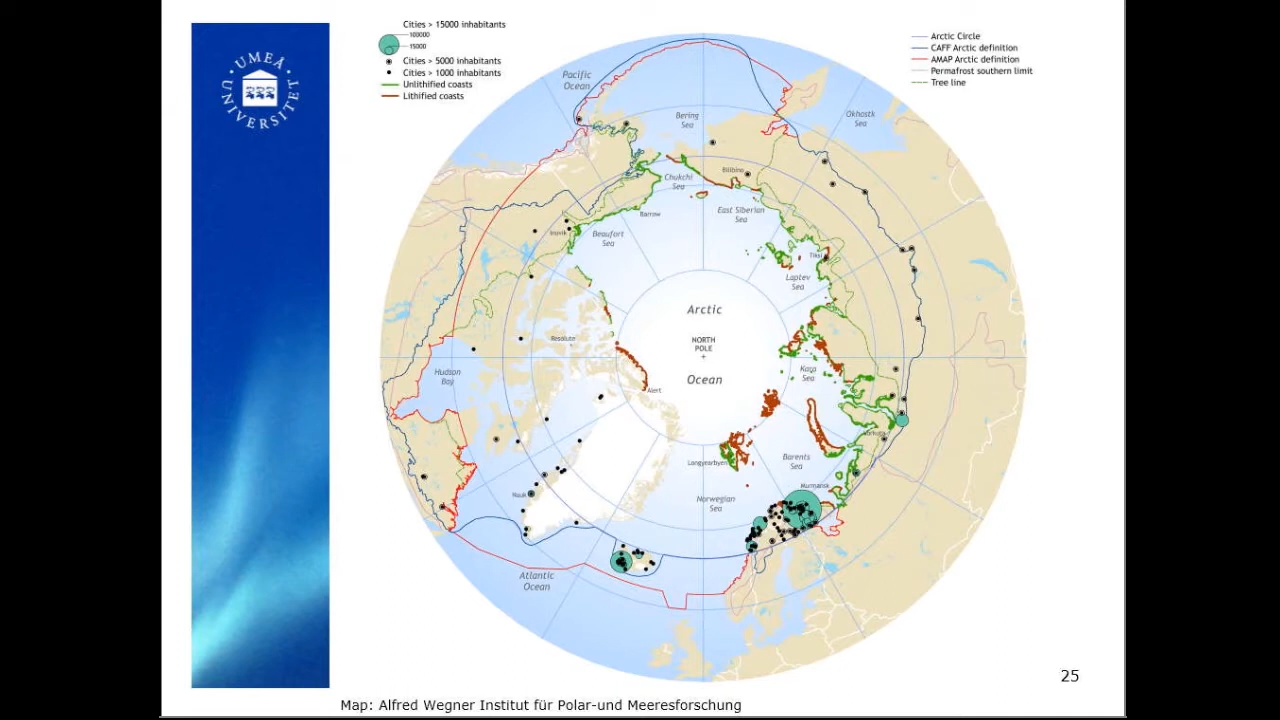 UMEÅ UNIVERSITET
Cities > 15000 inhabitants
100000
15000
Cities > 5000 inhabitants
Cities > 1000 inhabitants
Unlithified coasts
Lithified coasts
Arctic Circle
CAFF Arctic definition
AMAP Arctic definition
Permafrost southern limit
Tree line
Pacific
Ocean
Bering
Sea
Okhostk
Sea
Chukchi
Sea
Bilibino
Barrow
East Siberian
Sea
Inuvik
Beaufort
Sea
Tiksi
Laptev
Sea
Arctic
NORTH
POLE
+
Ocean
Resolute
Hudson
Bay
Kara
Sea
Alert
Vorkuta
Longyearbyen
Barents
Sea
Murmansk
Nuuk
Norwegian
Sea
Atlantic
Ocean
25
Map: Alfred Wegner Institut für Polar-und Meeresforschung